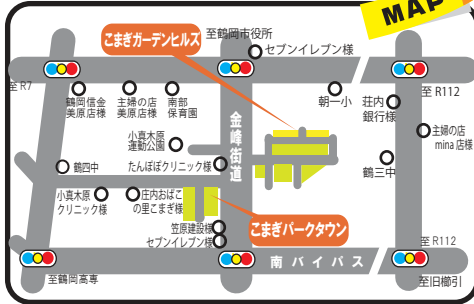 MAP
こまぎガーデンヒルズ
至鶴岡市役所
セブンイレブン様
至 R7
鶴岡信金
美原店様
主婦の店
美原店様
南部
保育園
朝一小
荘内
銀行様
至 R112
主婦の店
mina 店様
小真木原
運動公園
金峰街道
鶴四中
たんぽぽクリニック様
鶴三中
小真木原
クリニック様
庄内おばこ
の里こまぎ様
笠原建設様
セブンイレブン様
こまぎパークタウン
至 R112
南バイパス
至鶴岡高専
至旧櫛引